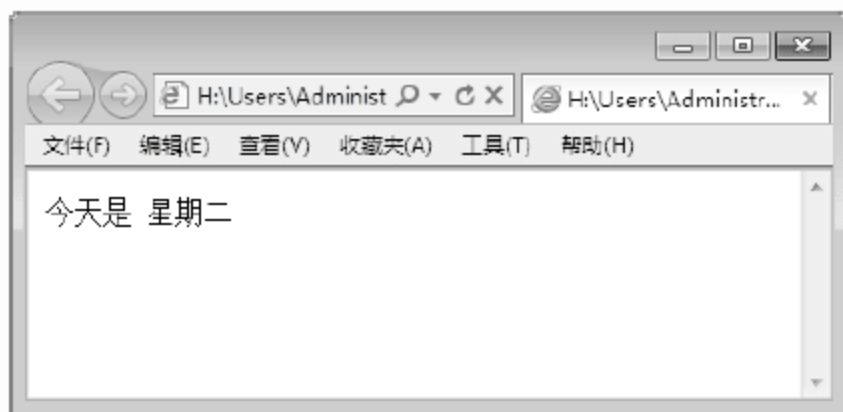 H:\Users\Administ
H:\Users\Administr...
文件(F) 编辑(E) 查看(V) 收藏夹(A) 工具(T) 帮助(H)
今天是 星期二